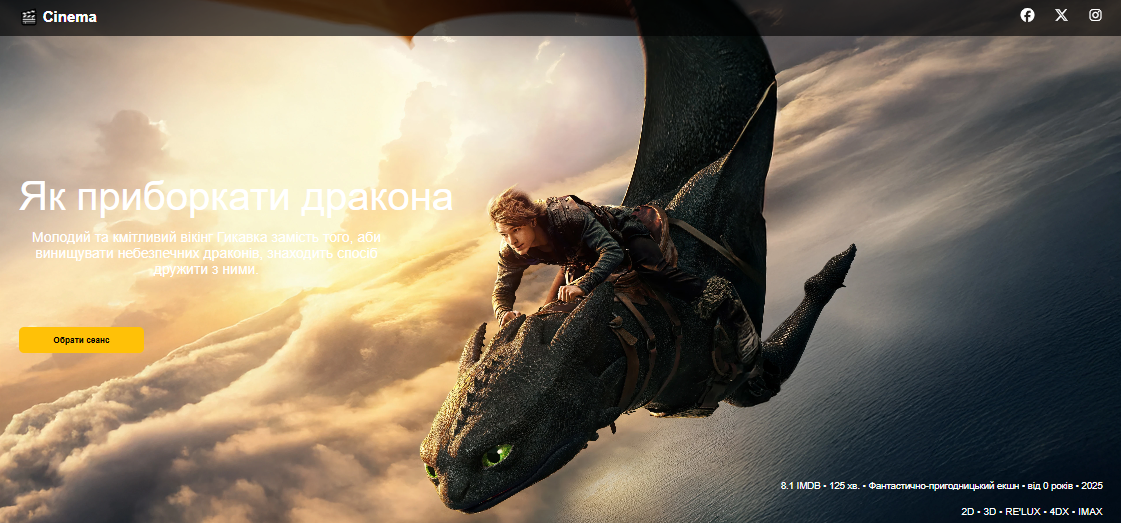 Cinema
Як приборкати дракона
Молодий та кмітливий вікінг Гикавка замість того, аби
винищувати небезпечних драконів, знаходить спосіб
дружити з ними.
Обрати сеанс
8.1 IMDB • 125 хв. • Фантастично-пригодницький екшн • від 0 років • 2025
2D • 3D • RE'LUX • 4DX • IMAX